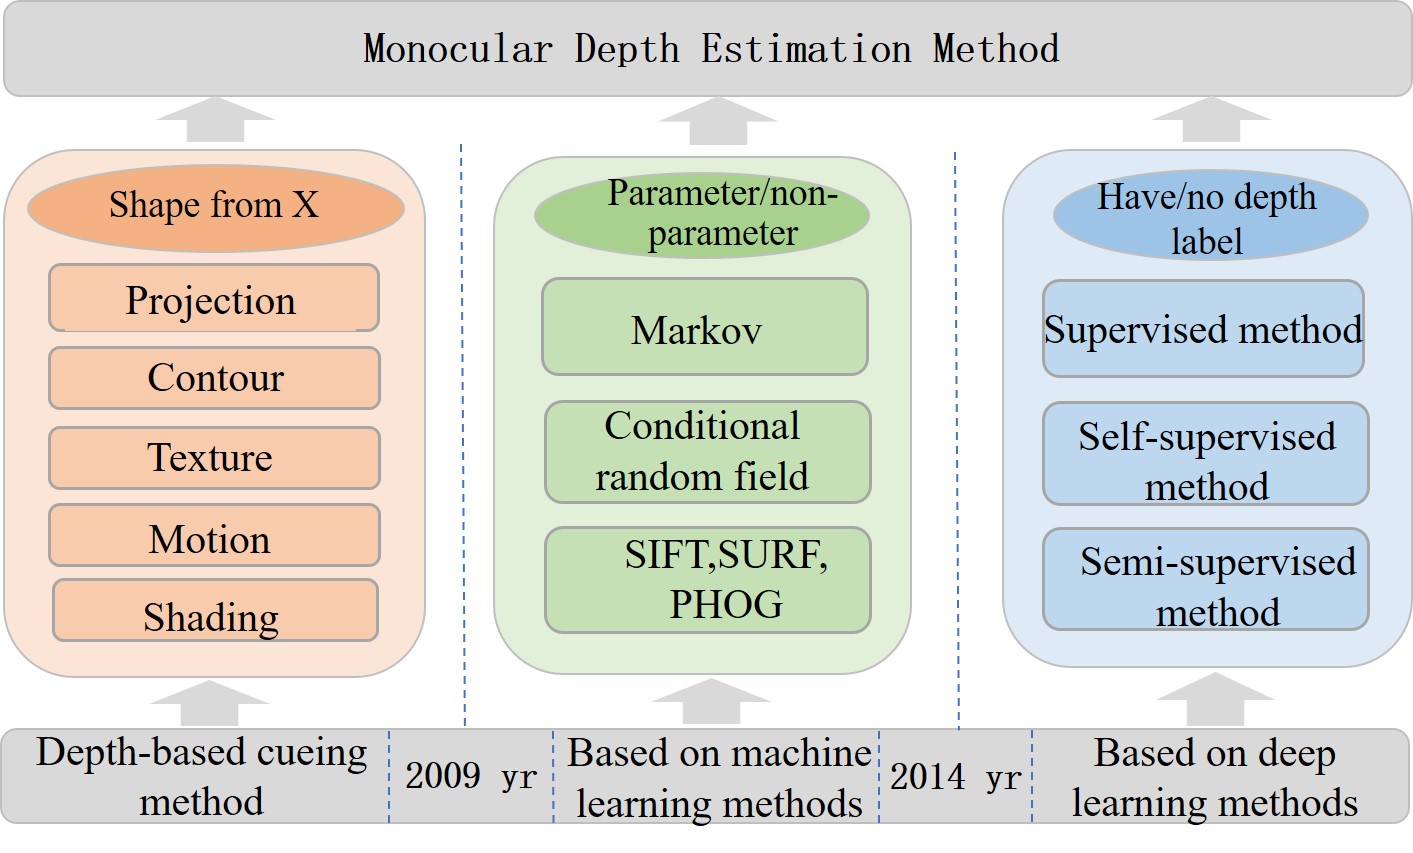 Monocular Depth Estimation Method
Shape from X
Projection
Contour
Texture
Motion
Shading
Parameter/non-
parameter
Markov
Conditional
random field
SIFT,SURF,
PHOG
Have/no depth
label
Supervised method
Self-supervised
method
Semi-supervised
method
Depth-based cueing
method
2009 yr
Based on machine
learning methods
2014 yr
Based on deep
learning methods